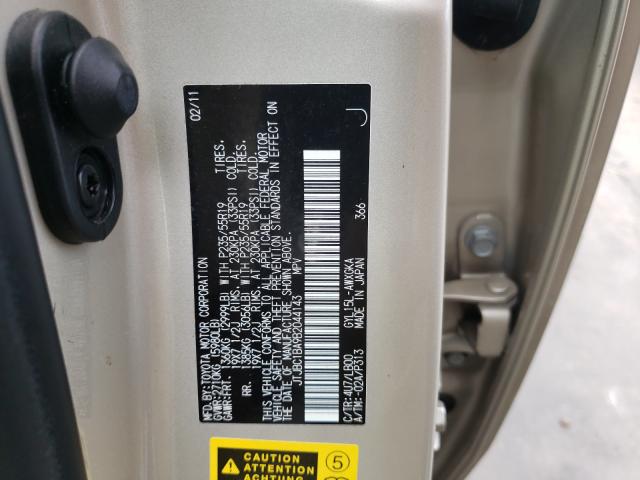 MFD.BY:TOYOTA MOTOR CORPORATION 02/11
GVWR:2710KG (5980LB)
GAWR:FRT. 1360KG (2999LB) WITH P235/55R19 TIRES,
19X7 1/2J RIMS, AT 230KPA (33PSI) COLD.
RR. 1385KG (3056LB) WITH P235/55R19 TIRES,
19X7 1/2J RIMS, AT 230KPA (33PSI) COLD.
THIS VEHICLE CONFORMS TO ALL APPLICABLE FEDERAL MOTOR
VEHICLE SAFETY AND THEFT PREVENTION STANDARDS IN EFFECT ON
THE DATE OF MANUFACTURE SHOWN ABOVE.
JTJBC1BA9B2044143 MPV
J
366
C/TR:4U7/LB00 GYL15L-AWXGKA
A/TM:-02A/P313 MADE IN JAPAN
CAUTION
ATTENTION
ACHTUNG
5